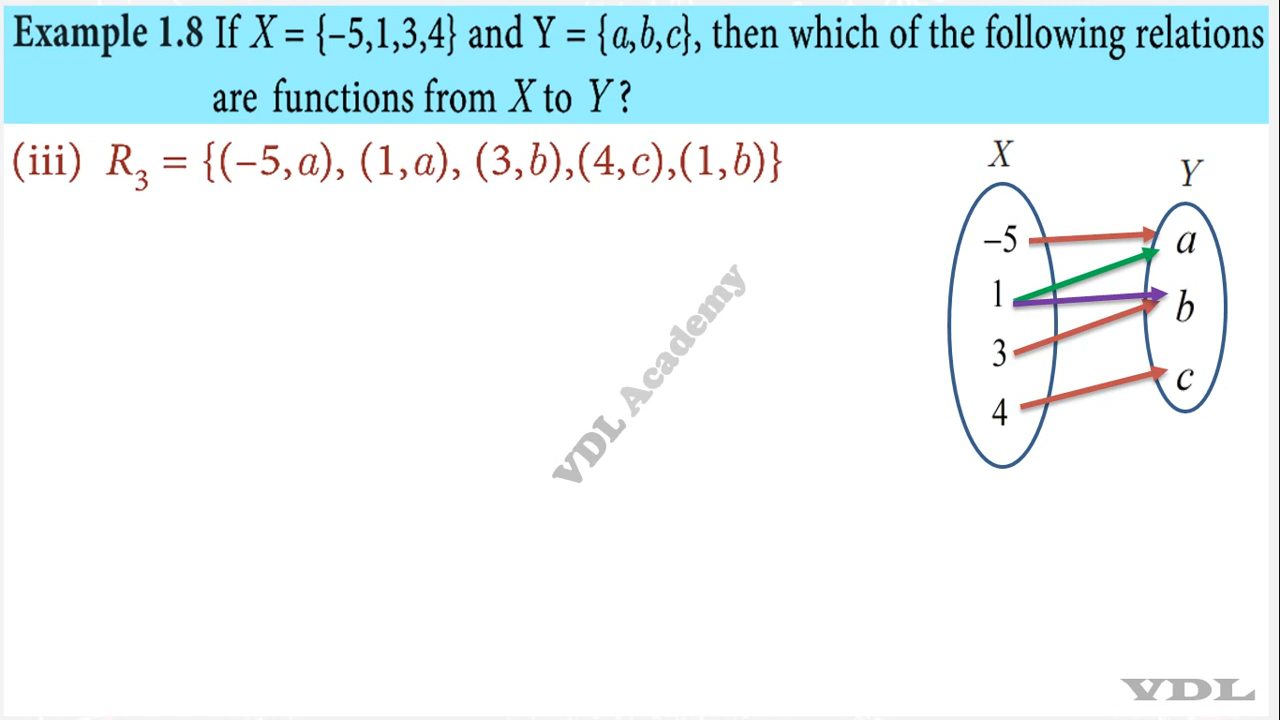 Example 1.8 If X = {–5,1,3,4} and Y = {a,b,c}, then which of the following relations
are functions from X to Y?
(iii) R₃ = {(–5,a), (1,a), (3,b),(4,c),(1,b)}
X
Y
–5
a
1
b
3
c
4
VDL Academy
VDL